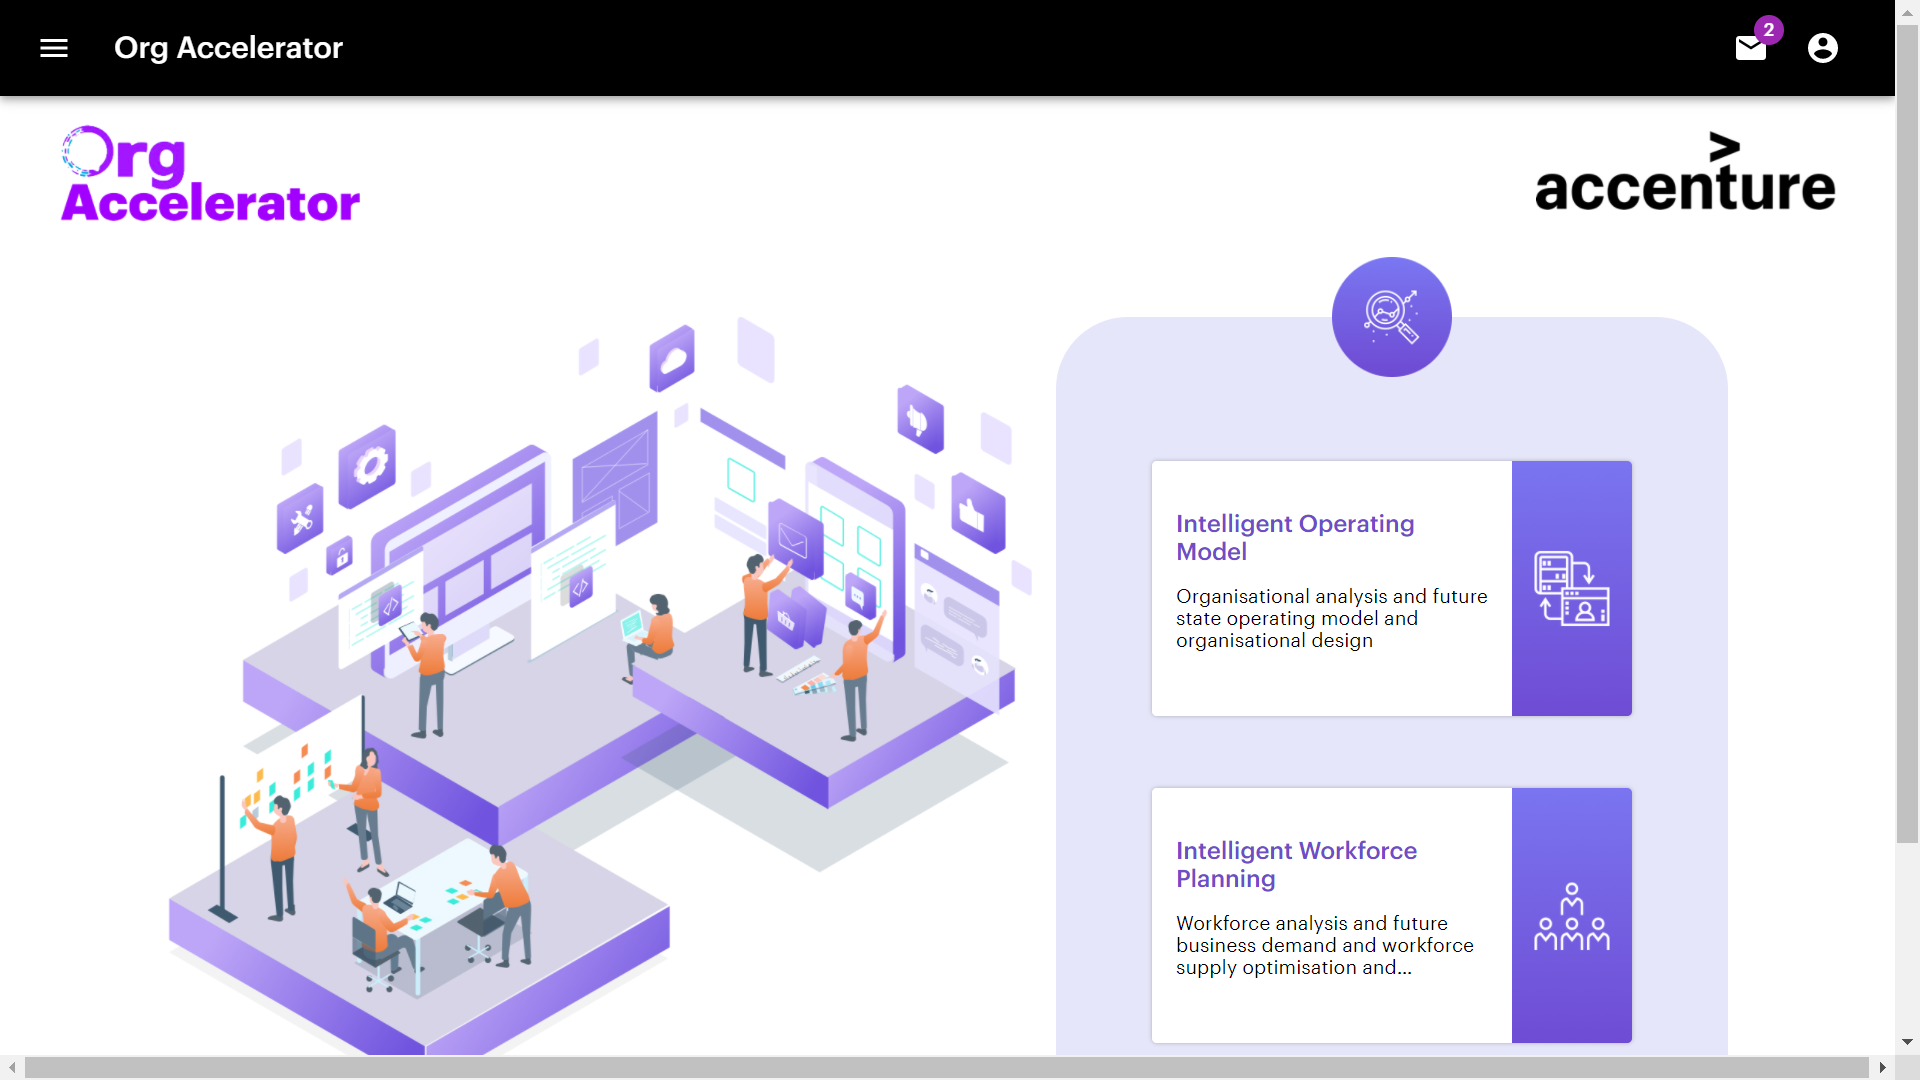 Org Accelerator
2
Org
Accelerator
accenture
Intelligent Operating
Model
Organisational analysis and future
state operating model and
organisational design
Intelligent Workforce
Planning
Workforce analysis and future
business demand and workforce
supply optimisation and...